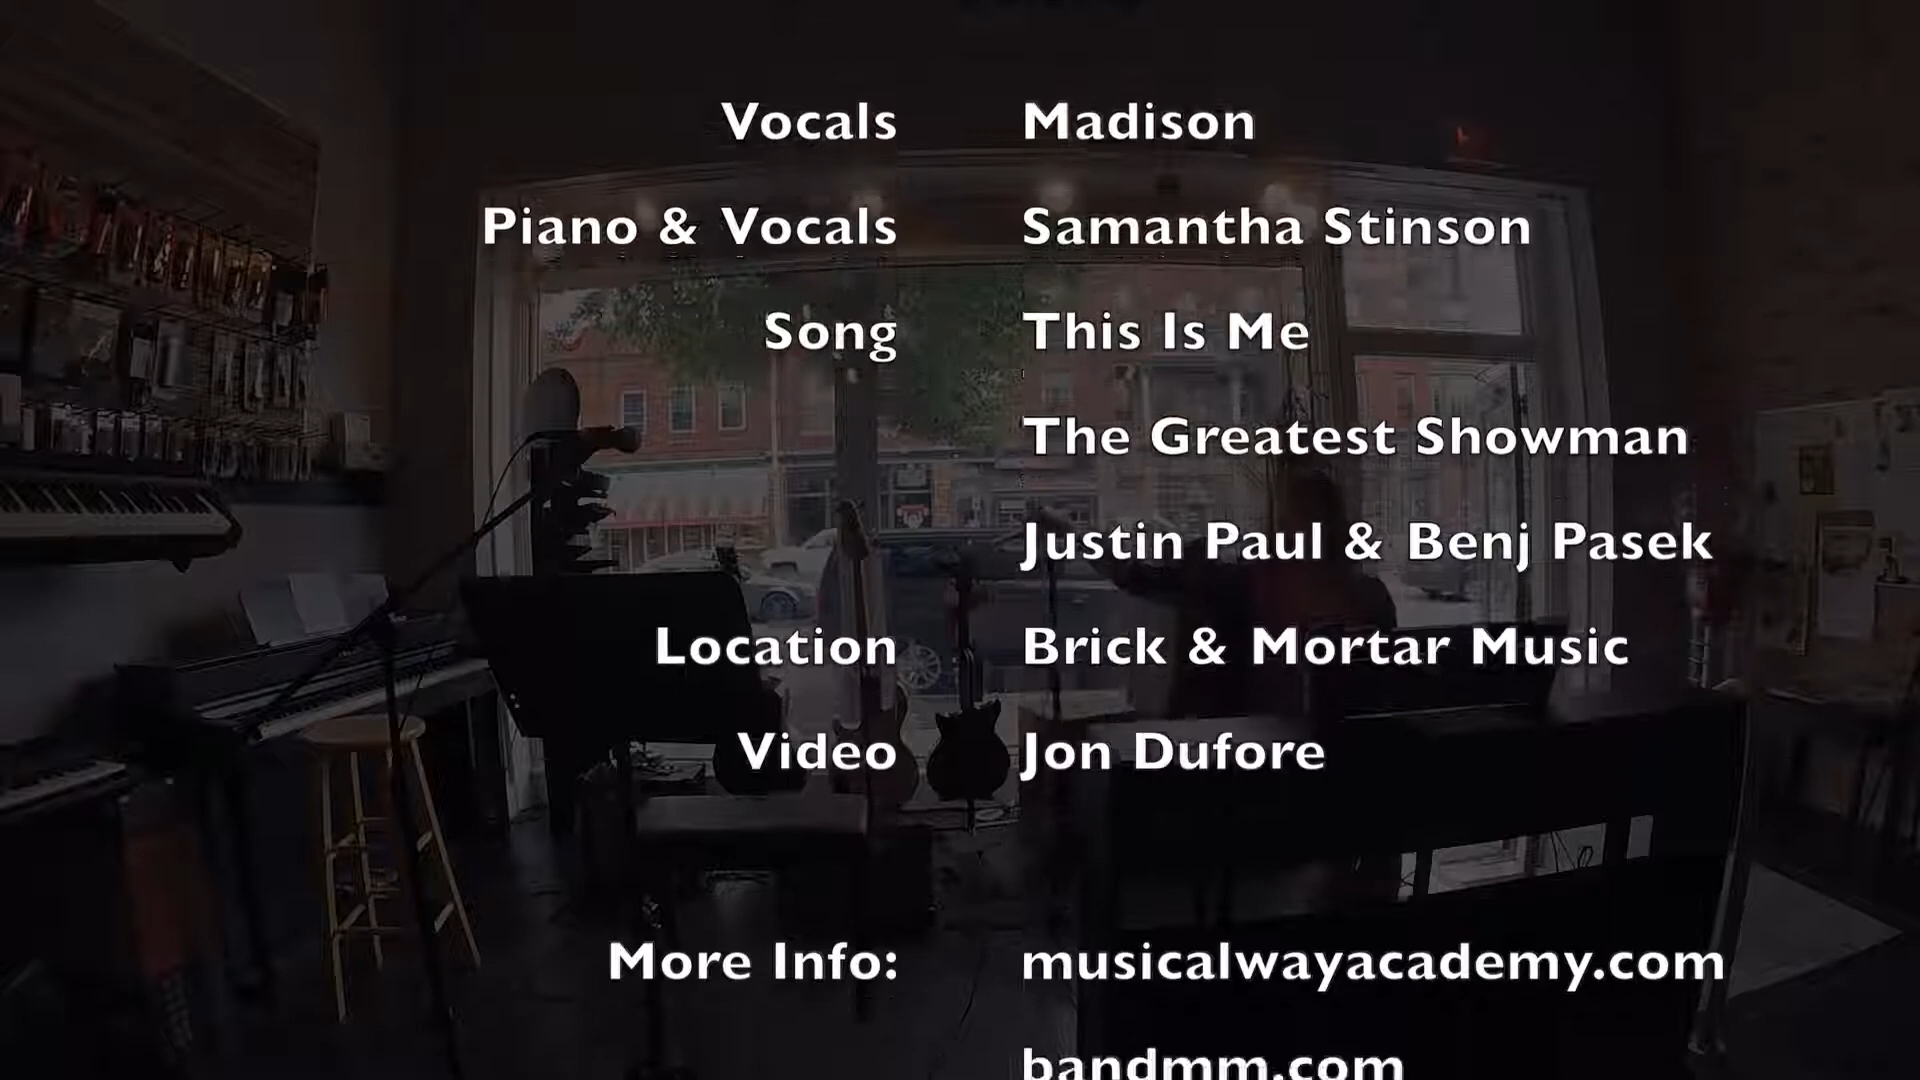 Vocals Madison
Piano & Vocals Samantha Stinson
Song This Is Me
The Greatest Showman
Justin Paul & Benj Pasek
Location Brick & Mortar Music
Video Jon Dufore
More Info: musicalwayacademy.com
bandmm.com